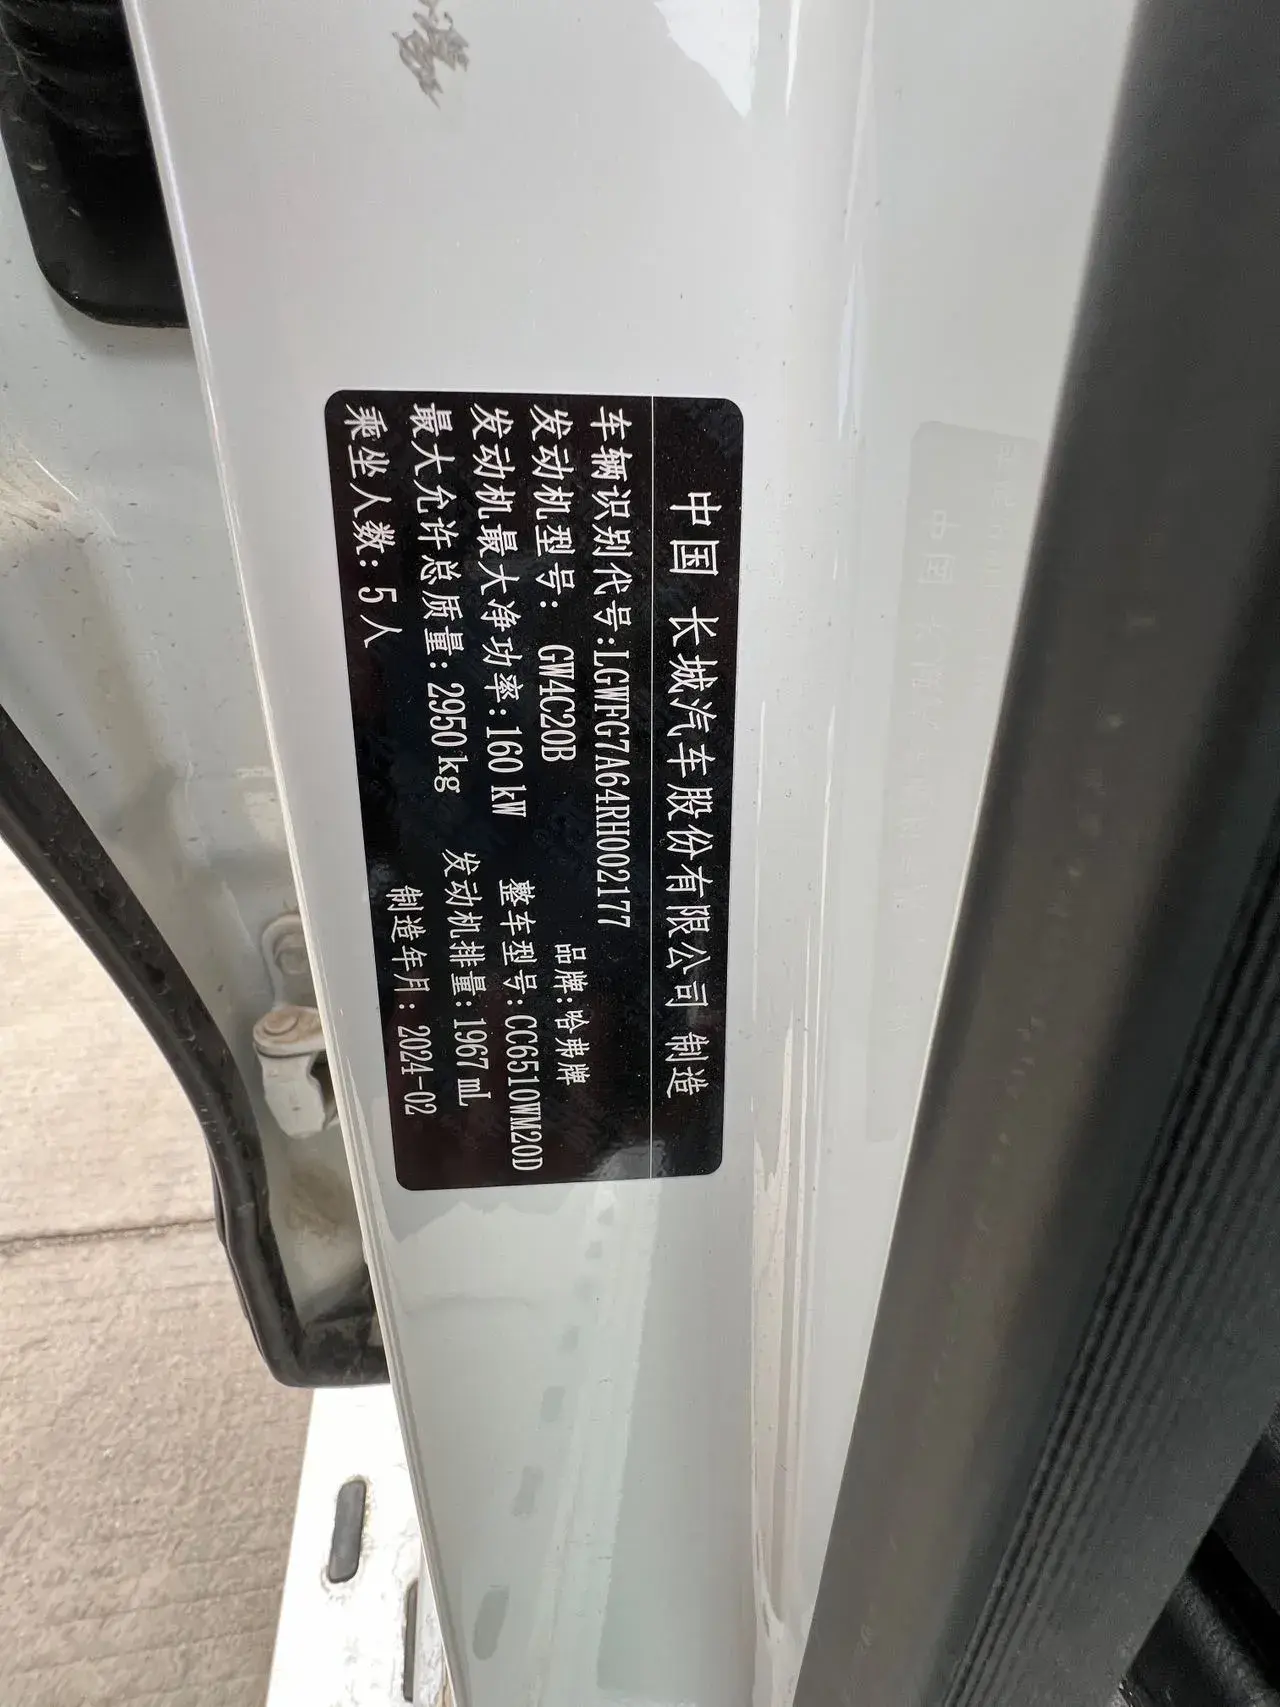 中国 长城汽车股份有限公司 制造
车辆识别代号:LGWFG7A64RH002177
发动机型号: GW4C20B 品牌:哈弗牌
发动机最大净功率:160 kW 整车型号:CC6510WM20D
最大允许总质量:2950 kg 发动机排量:1967 mL
乘坐人数:5人 制造年月: 2024-02